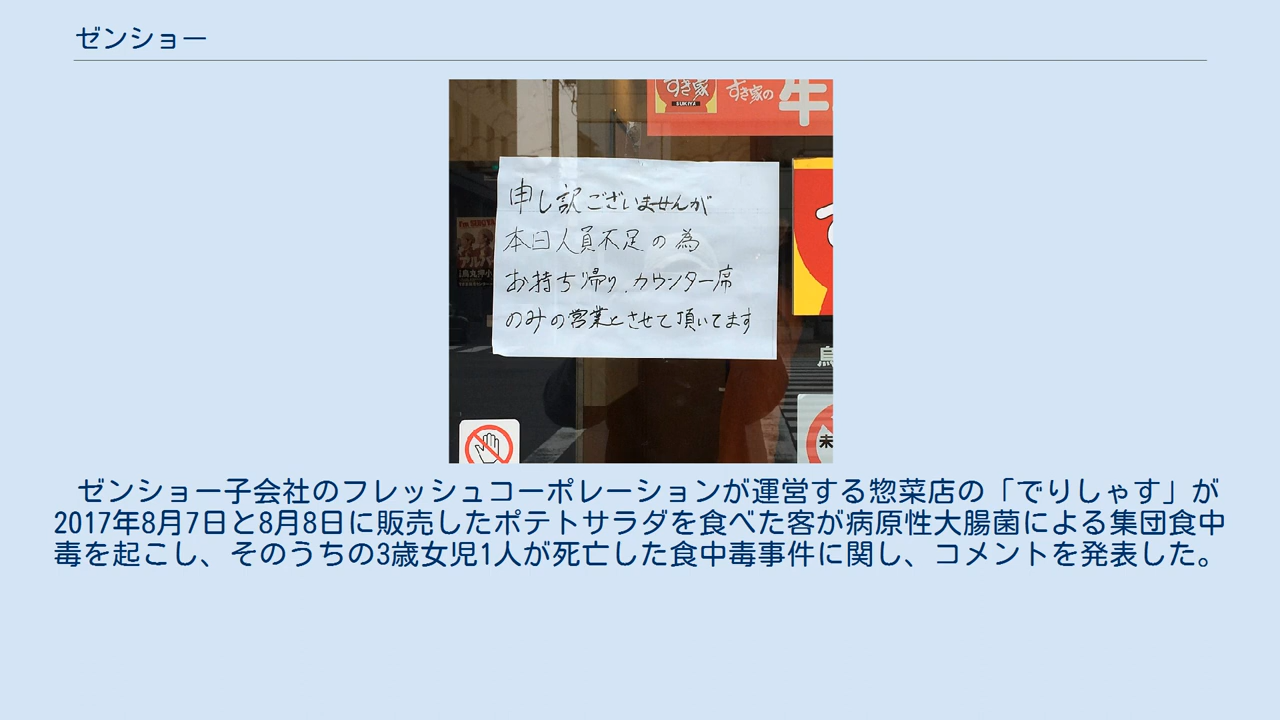 ゼンショー
すき家
SUKIYA
すき家の
牛
申し訳ございませんが
本日人員不足の為
お持ち帰り、カウンター席
のみの営業とさせて頂いてます
す
烏
未
ゼンショー子会社のフレッシュコーポレーションが運営する惣菜店の「でりしゃす」が
2017年8月7日と8月8日に販売したポテトサラダを食べた客が病原性大腸菌による集団食中
毒を起こし、そのうちの3歳女児1人が死亡した食中毒事件に関し、コメントを発表した。